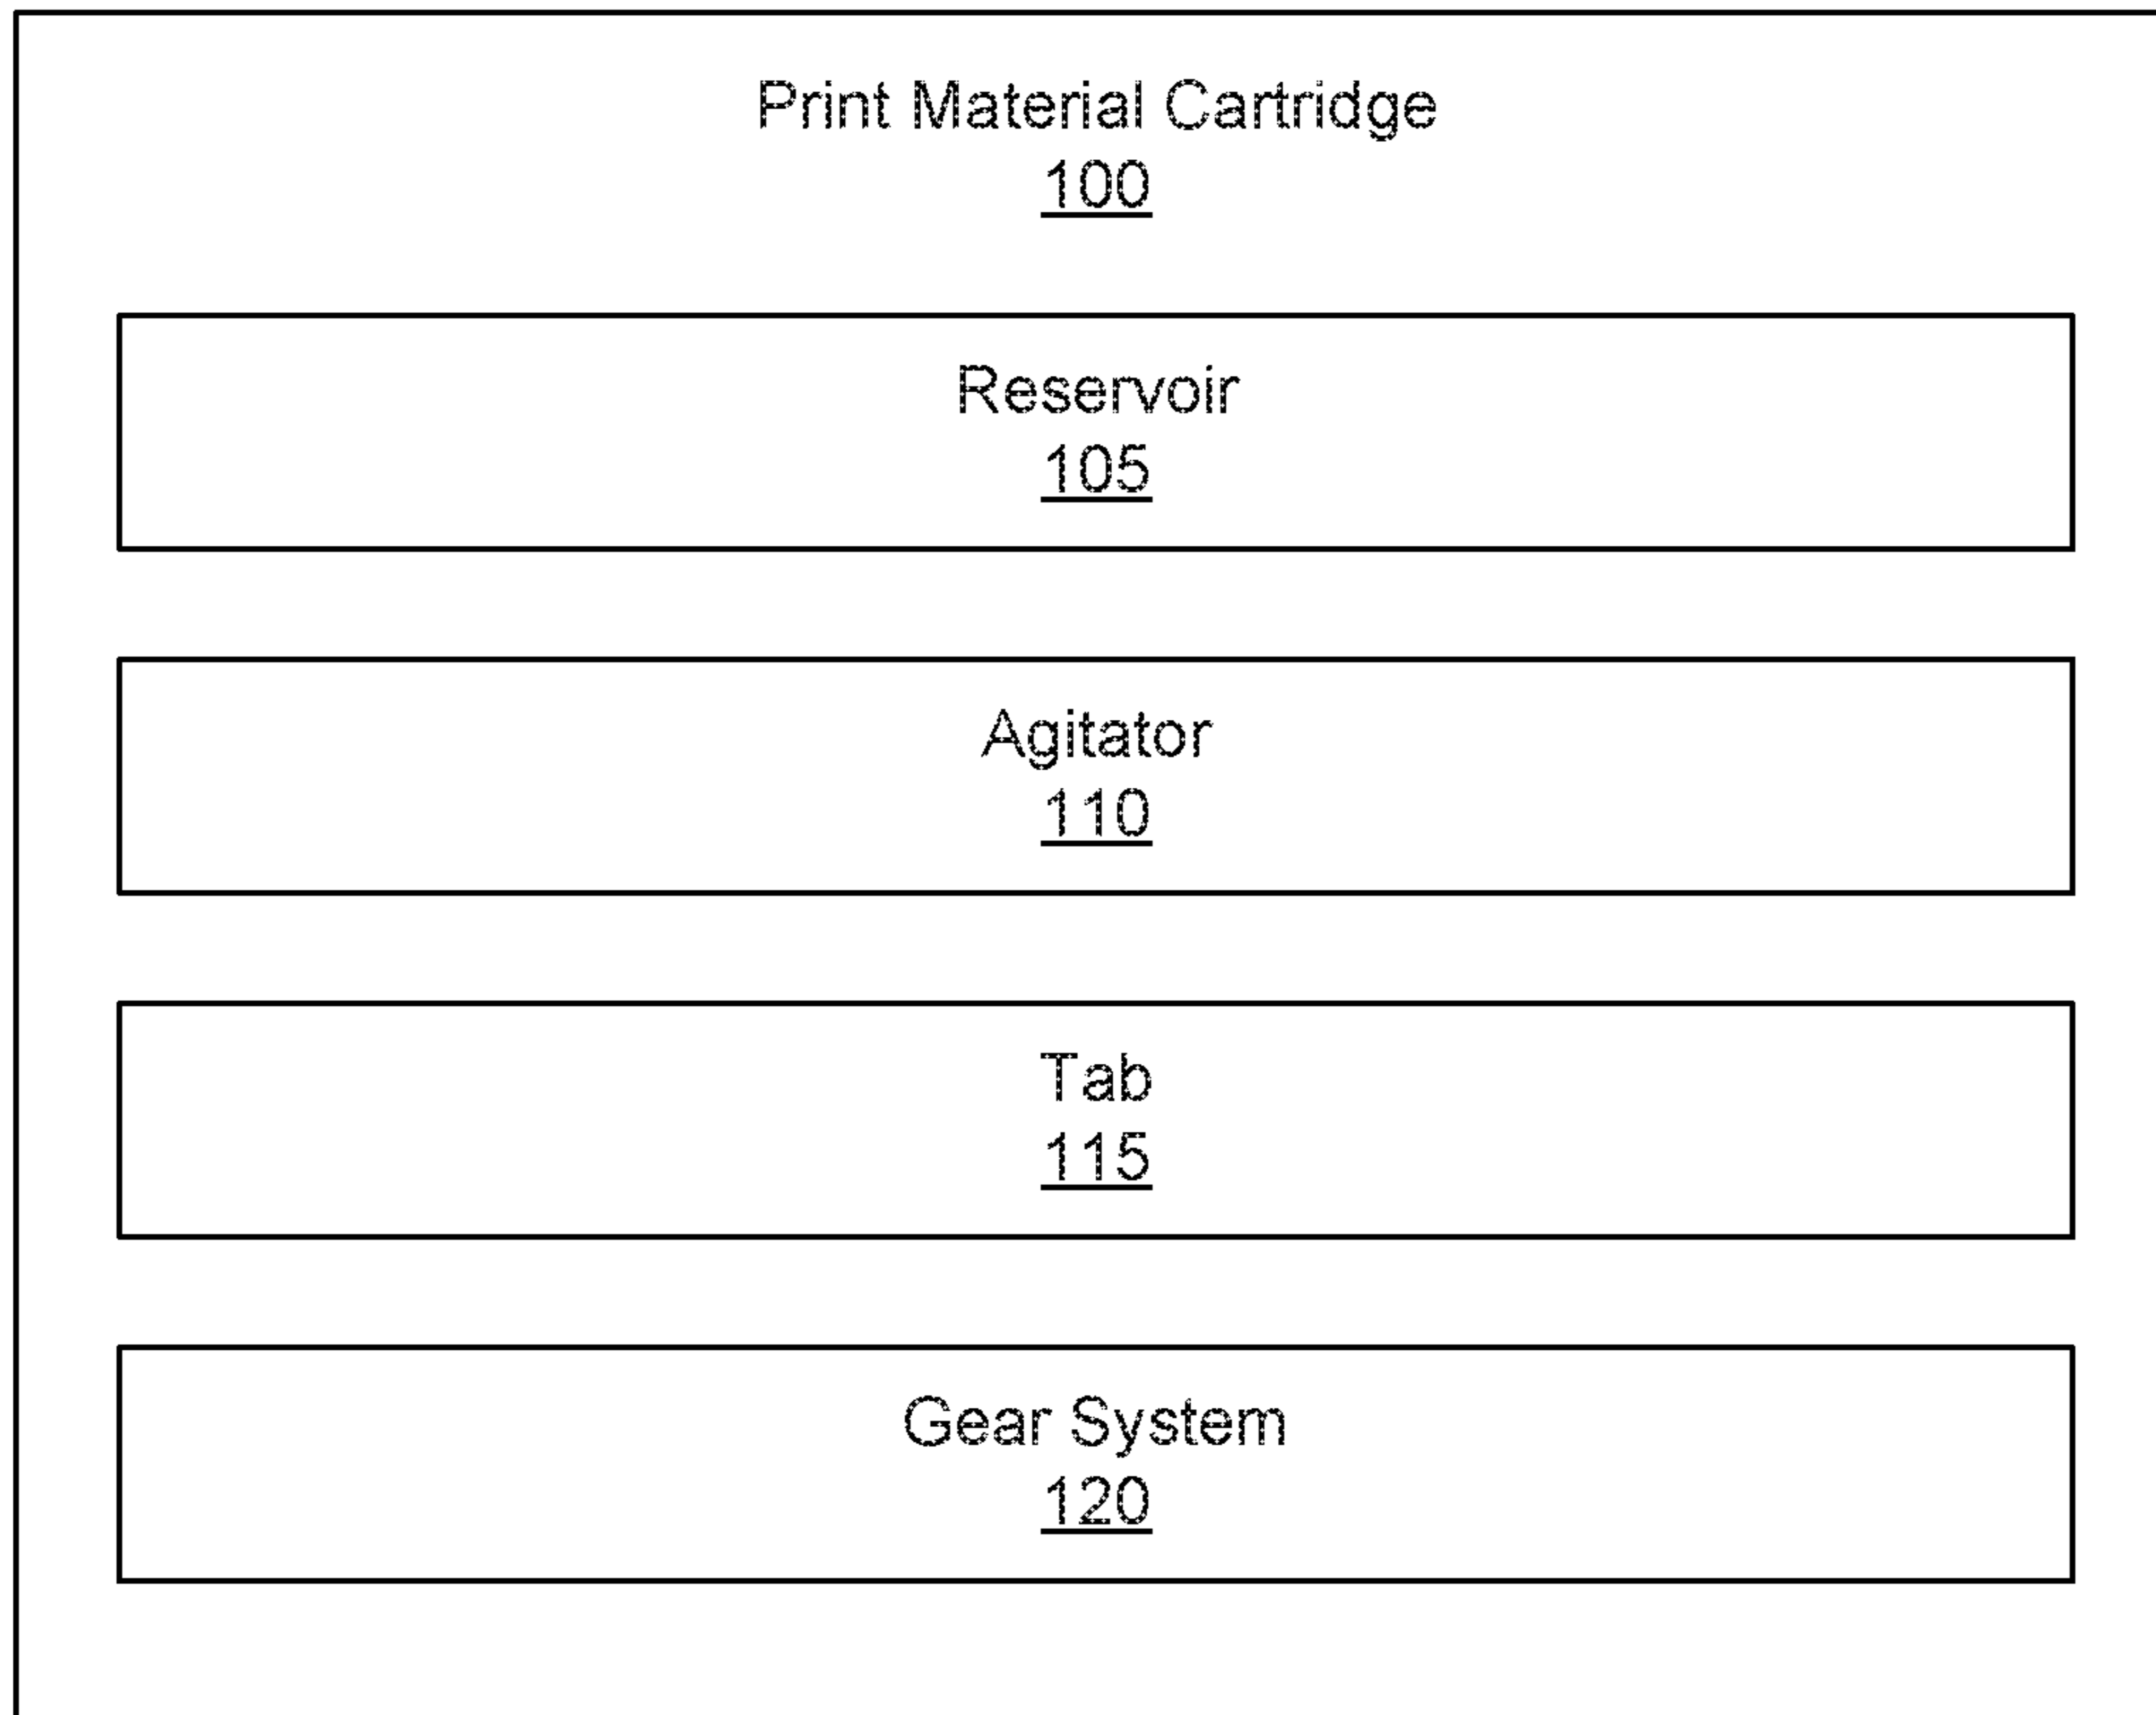 Print Material Cartridge
100
Reservoir
105
Agitator
110
Tab
115
Gear System
120